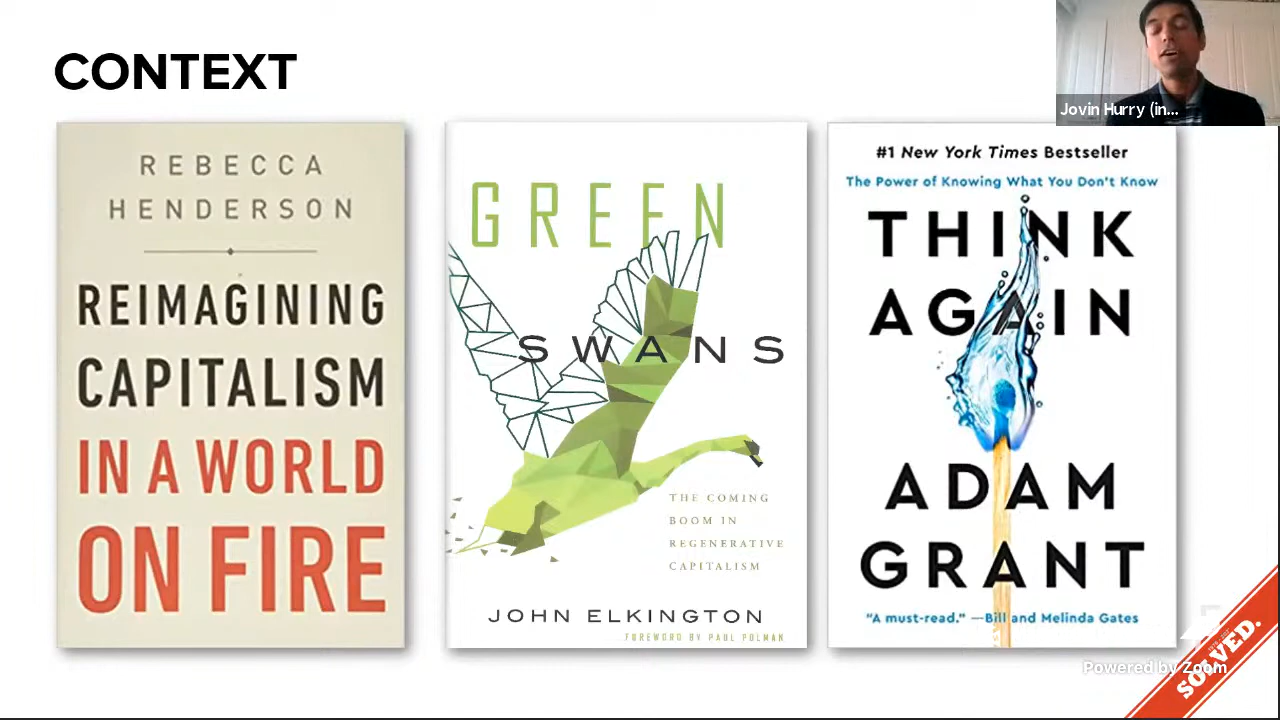 CONTEXT
Jovin Hurry (in...
REBECCA
HENDERSON
REIMAGINING
CAPITALISM
IN A WORLD
ON FIRE
GREEN
SWANS
THE COMING
BOOM IN
REGENERATIVE
CAPITALISM
JOHN ELKINGTON
FOREWORD BY PAUL POLMAN
#1 New York Times Bestseller
The Power of Knowing What You Don't Know
THINK
AGAIN
ADAM
GRANT
"A must-read." —Bill and Melinda Gates
Powered by Zoom
SOLVED.